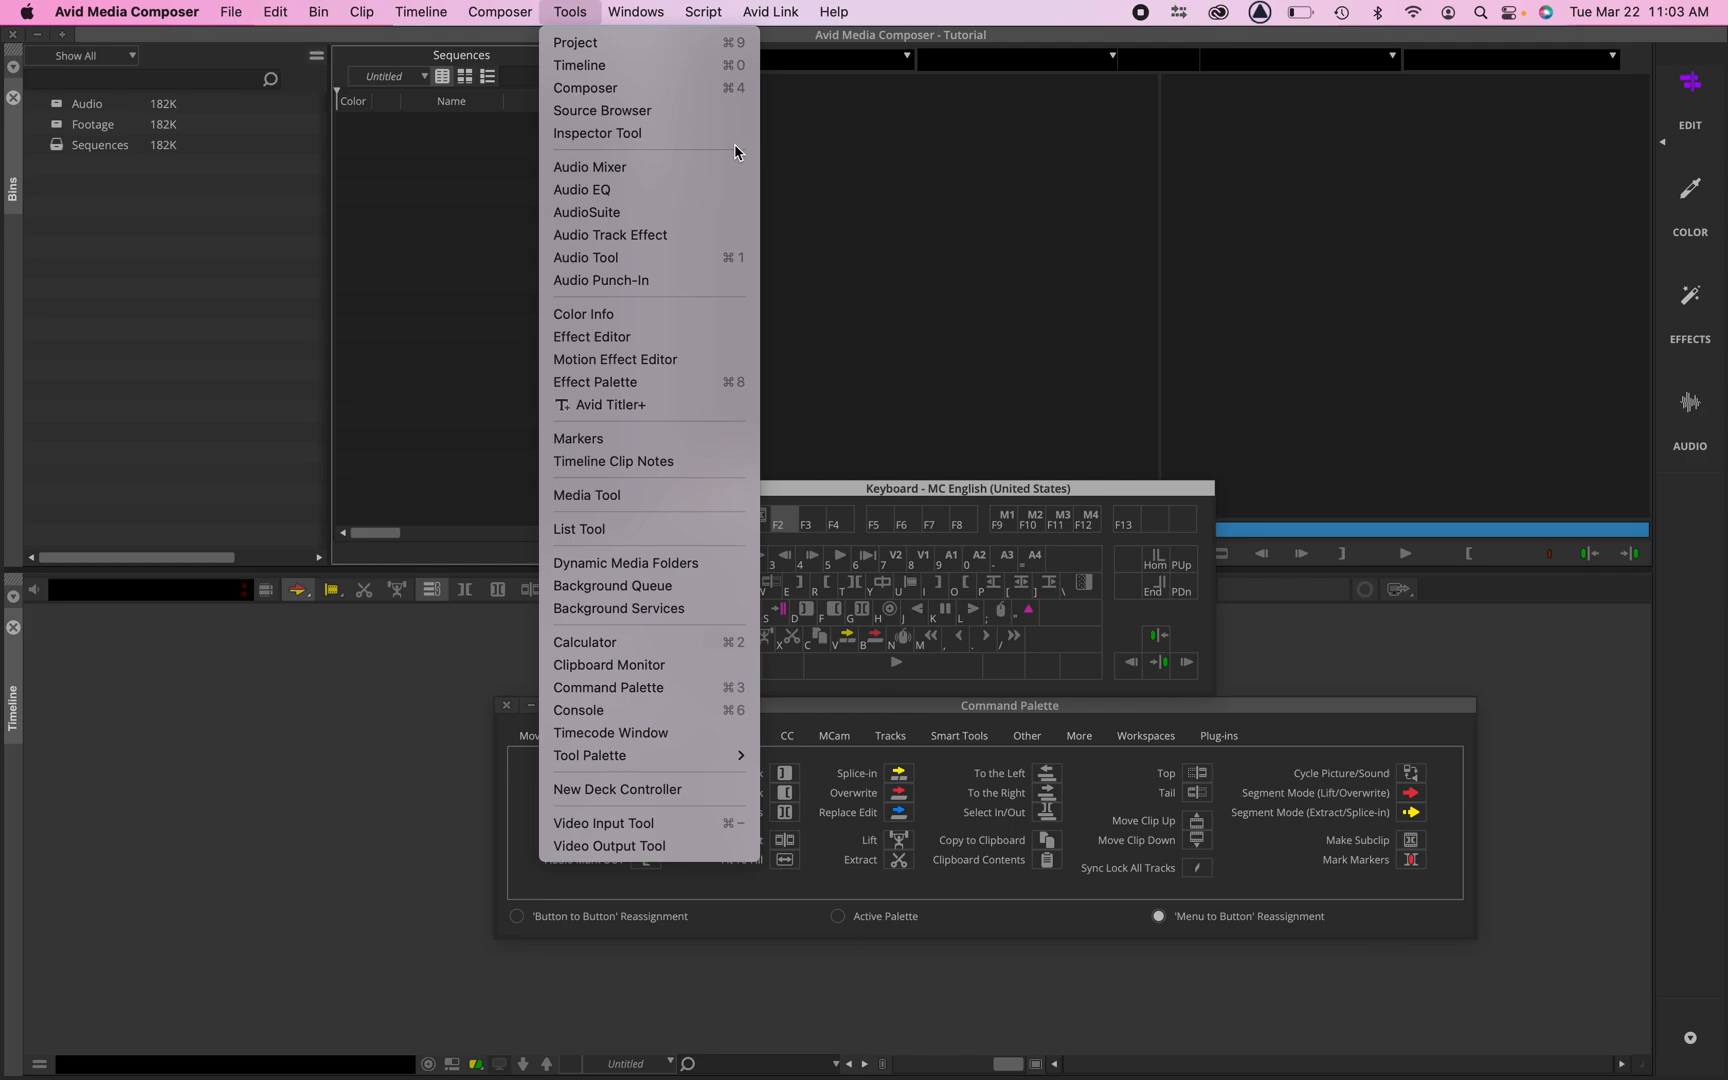 Avid Media Composer File Edit Bin Clip Timeline Composer Tools Windows Script Avid Link Help Tue Mar 22 11:03 AM
Avid Media Composer - Tutorial
Show All
Audio 182K
Footage 182K
Sequences 182K
Bins
Sequences
Untitled
Color Name
Project ⌘9
Timeline ⌘0
Composer ⌘4
Source Browser
Inspector Tool
Audio Mixer
Audio EQ
AudioSuite
Audio Track Effect
Audio Tool ⌘1
Audio Punch-In
Color Info
Effect Editor
Motion Effect Editor
Effect Palette ⌘8
Avid Titler+
Markers
Timeline Clip Notes
Media Tool
List Tool
Dynamic Media Folders
Background Queue
Background Services
Calculator ⌘2
Clipboard Monitor
Command Palette ⌘3
Console ⌘6
Timecode Window
Tool Palette
New Deck Controller
Video Input Tool ⌘-
Video Output Tool
EDIT
COLOR
EFFECTS
AUDIO
Keyboard - MC English (United States)
M1 M2 M3 M4
F2 F3 F4 F5 F6 F7 F8 F9 F10 F11 F12 F13
V2 V1 A1 A2 A3 A4
3 4 5 6 7 8 9 0 - = Hom PUp
W E R T Y U I O P [ ] \ End PDn
S D F G H J K L ; "
X C V B N M , . /
Timeline
Command Palette
Mov CC MCam Tracks Smart Tools Other More Workspaces Plug-ins
Splice-in To the Left Top Cycle Picture/Sound
Overwrite To the Right Tail Segment Mode (Lift/Overwrite)
Replace Edit Select In/Out Segment Mode (Extract/Splice-in)
Move Clip Up
Lift Copy to Clipboard Move Clip Down Make Subclip
Extract Clipboard Contents Mark Markers
Sync Lock All Tracks
'Button to Button' Reassignment Active Palette 'Menu to Button' Reassignment
Untitled